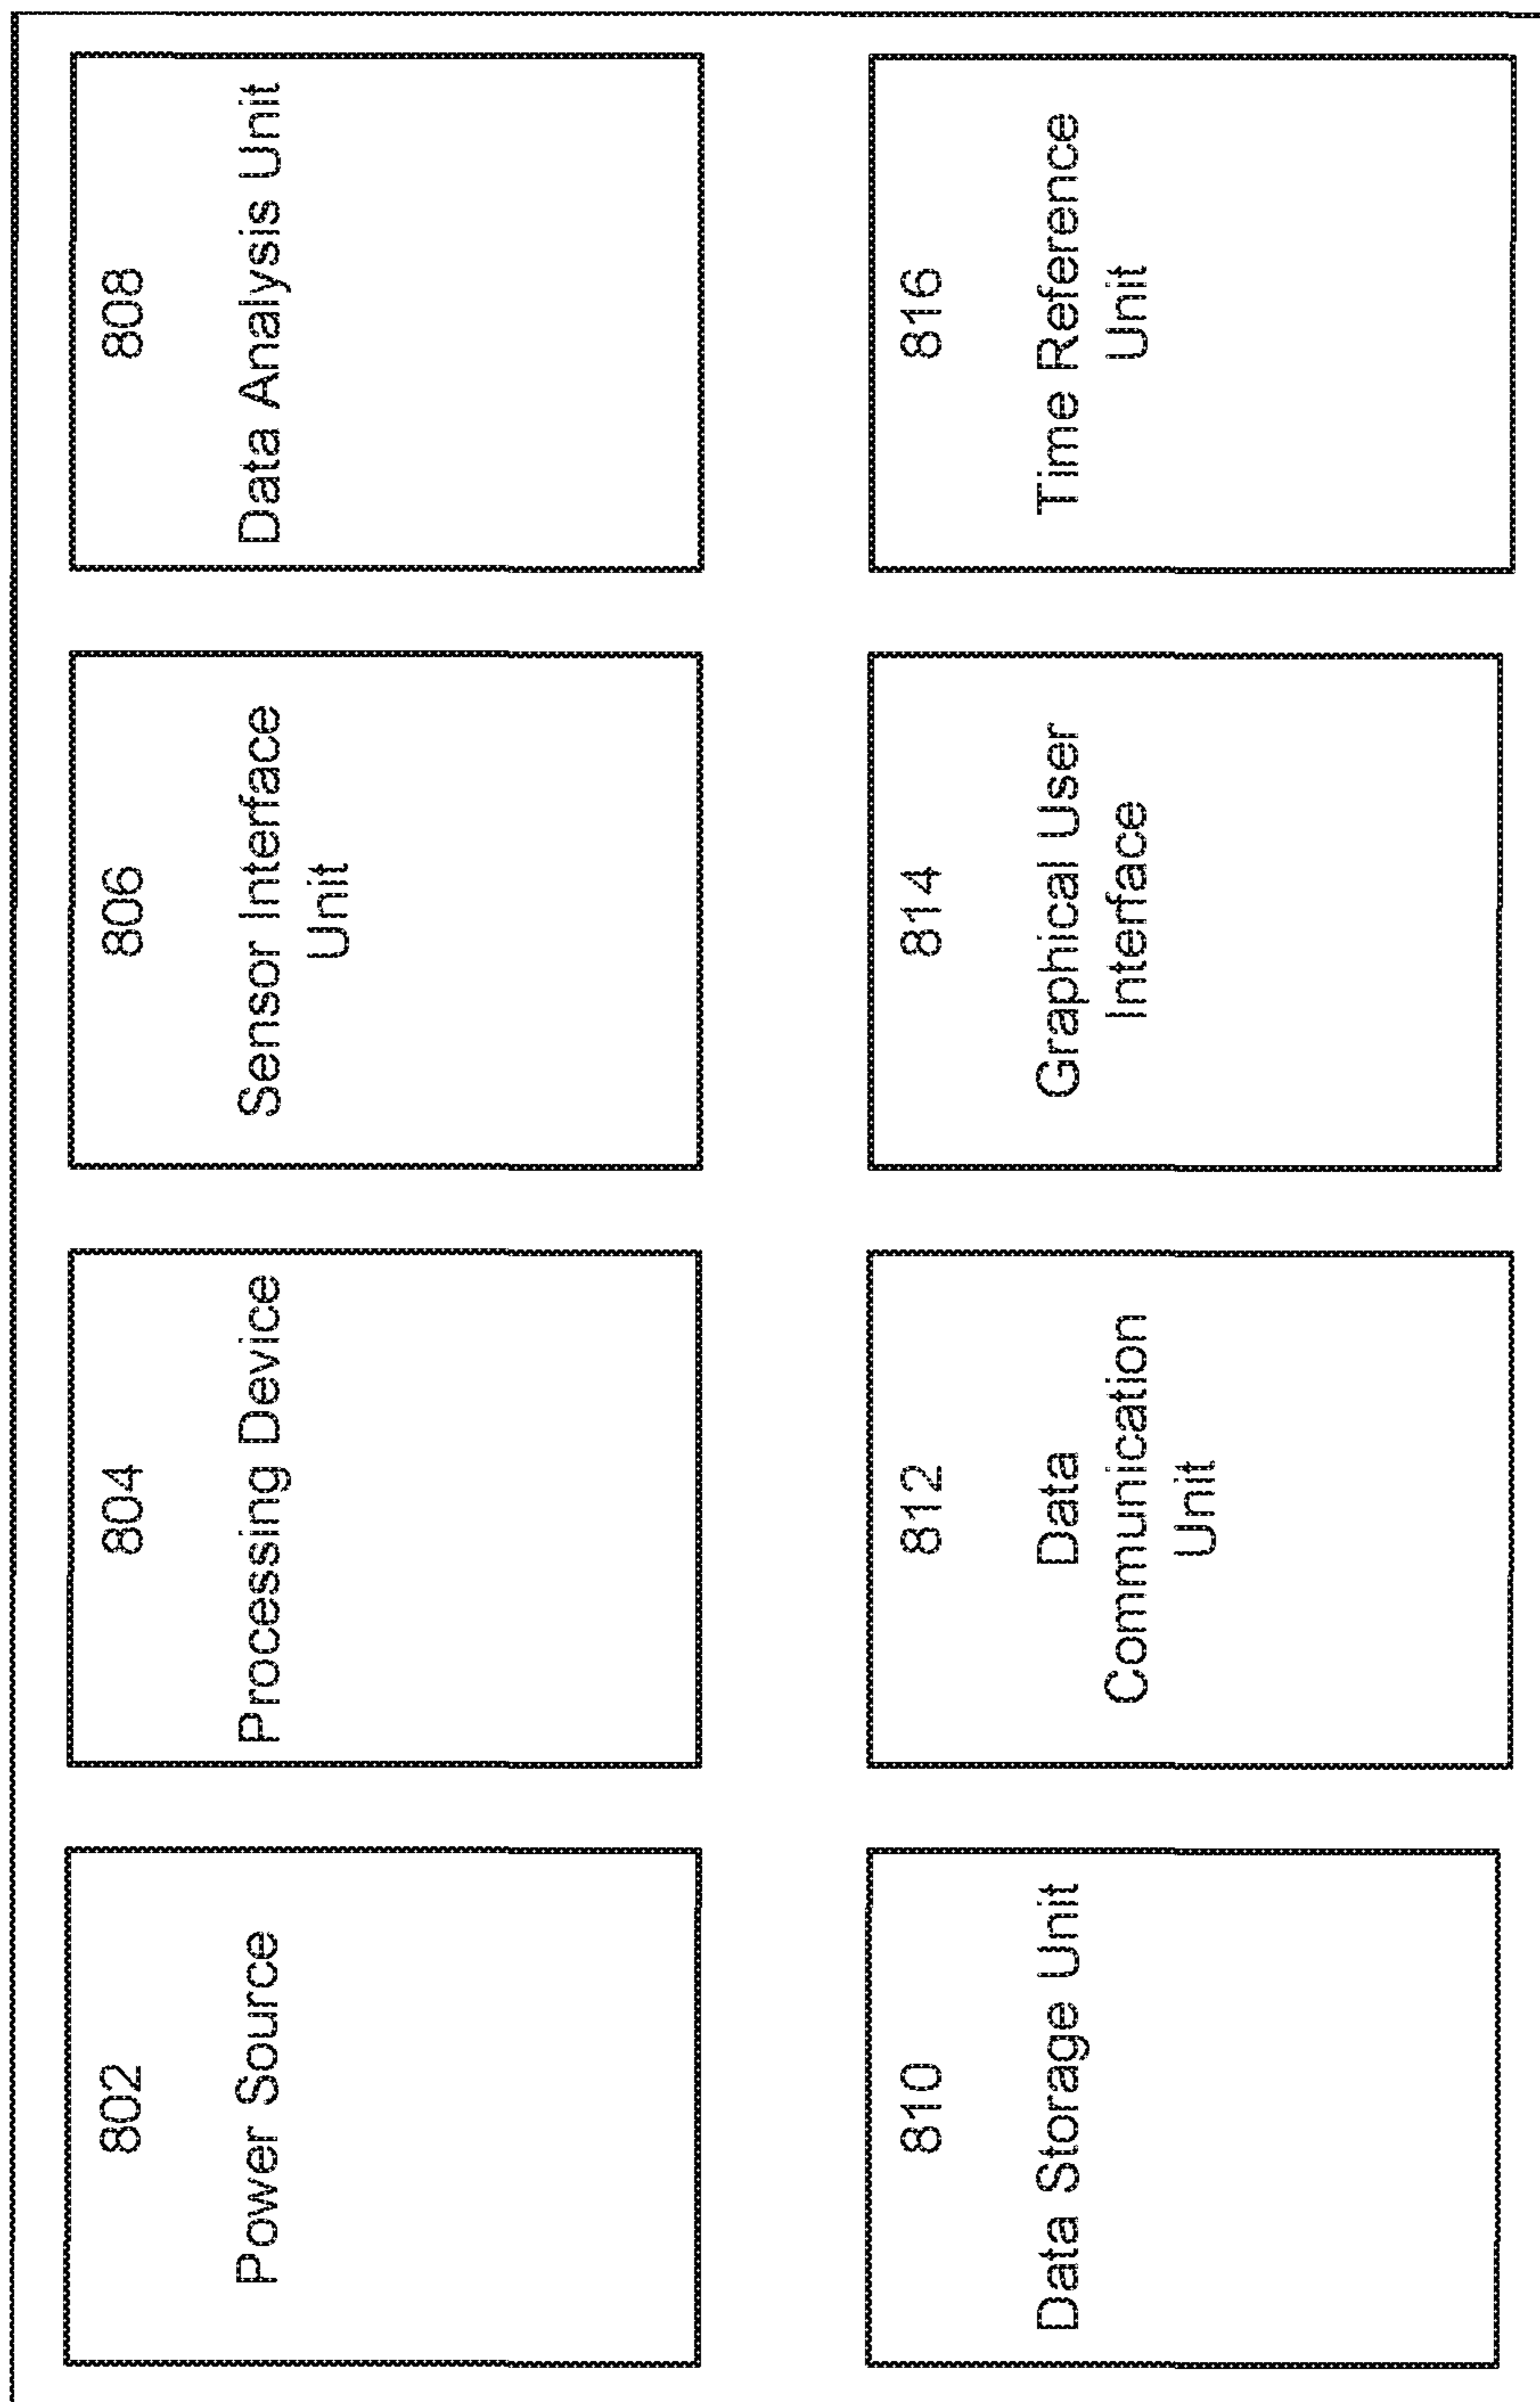 802
Power Source
804
Processing Device
806
Sensor Interface
Unit
808
Data Analysis Unit
810
Data Storage Unit
812
Data
Communication
Unit
814
Graphical User
Interface
816
Time Reference
Unit